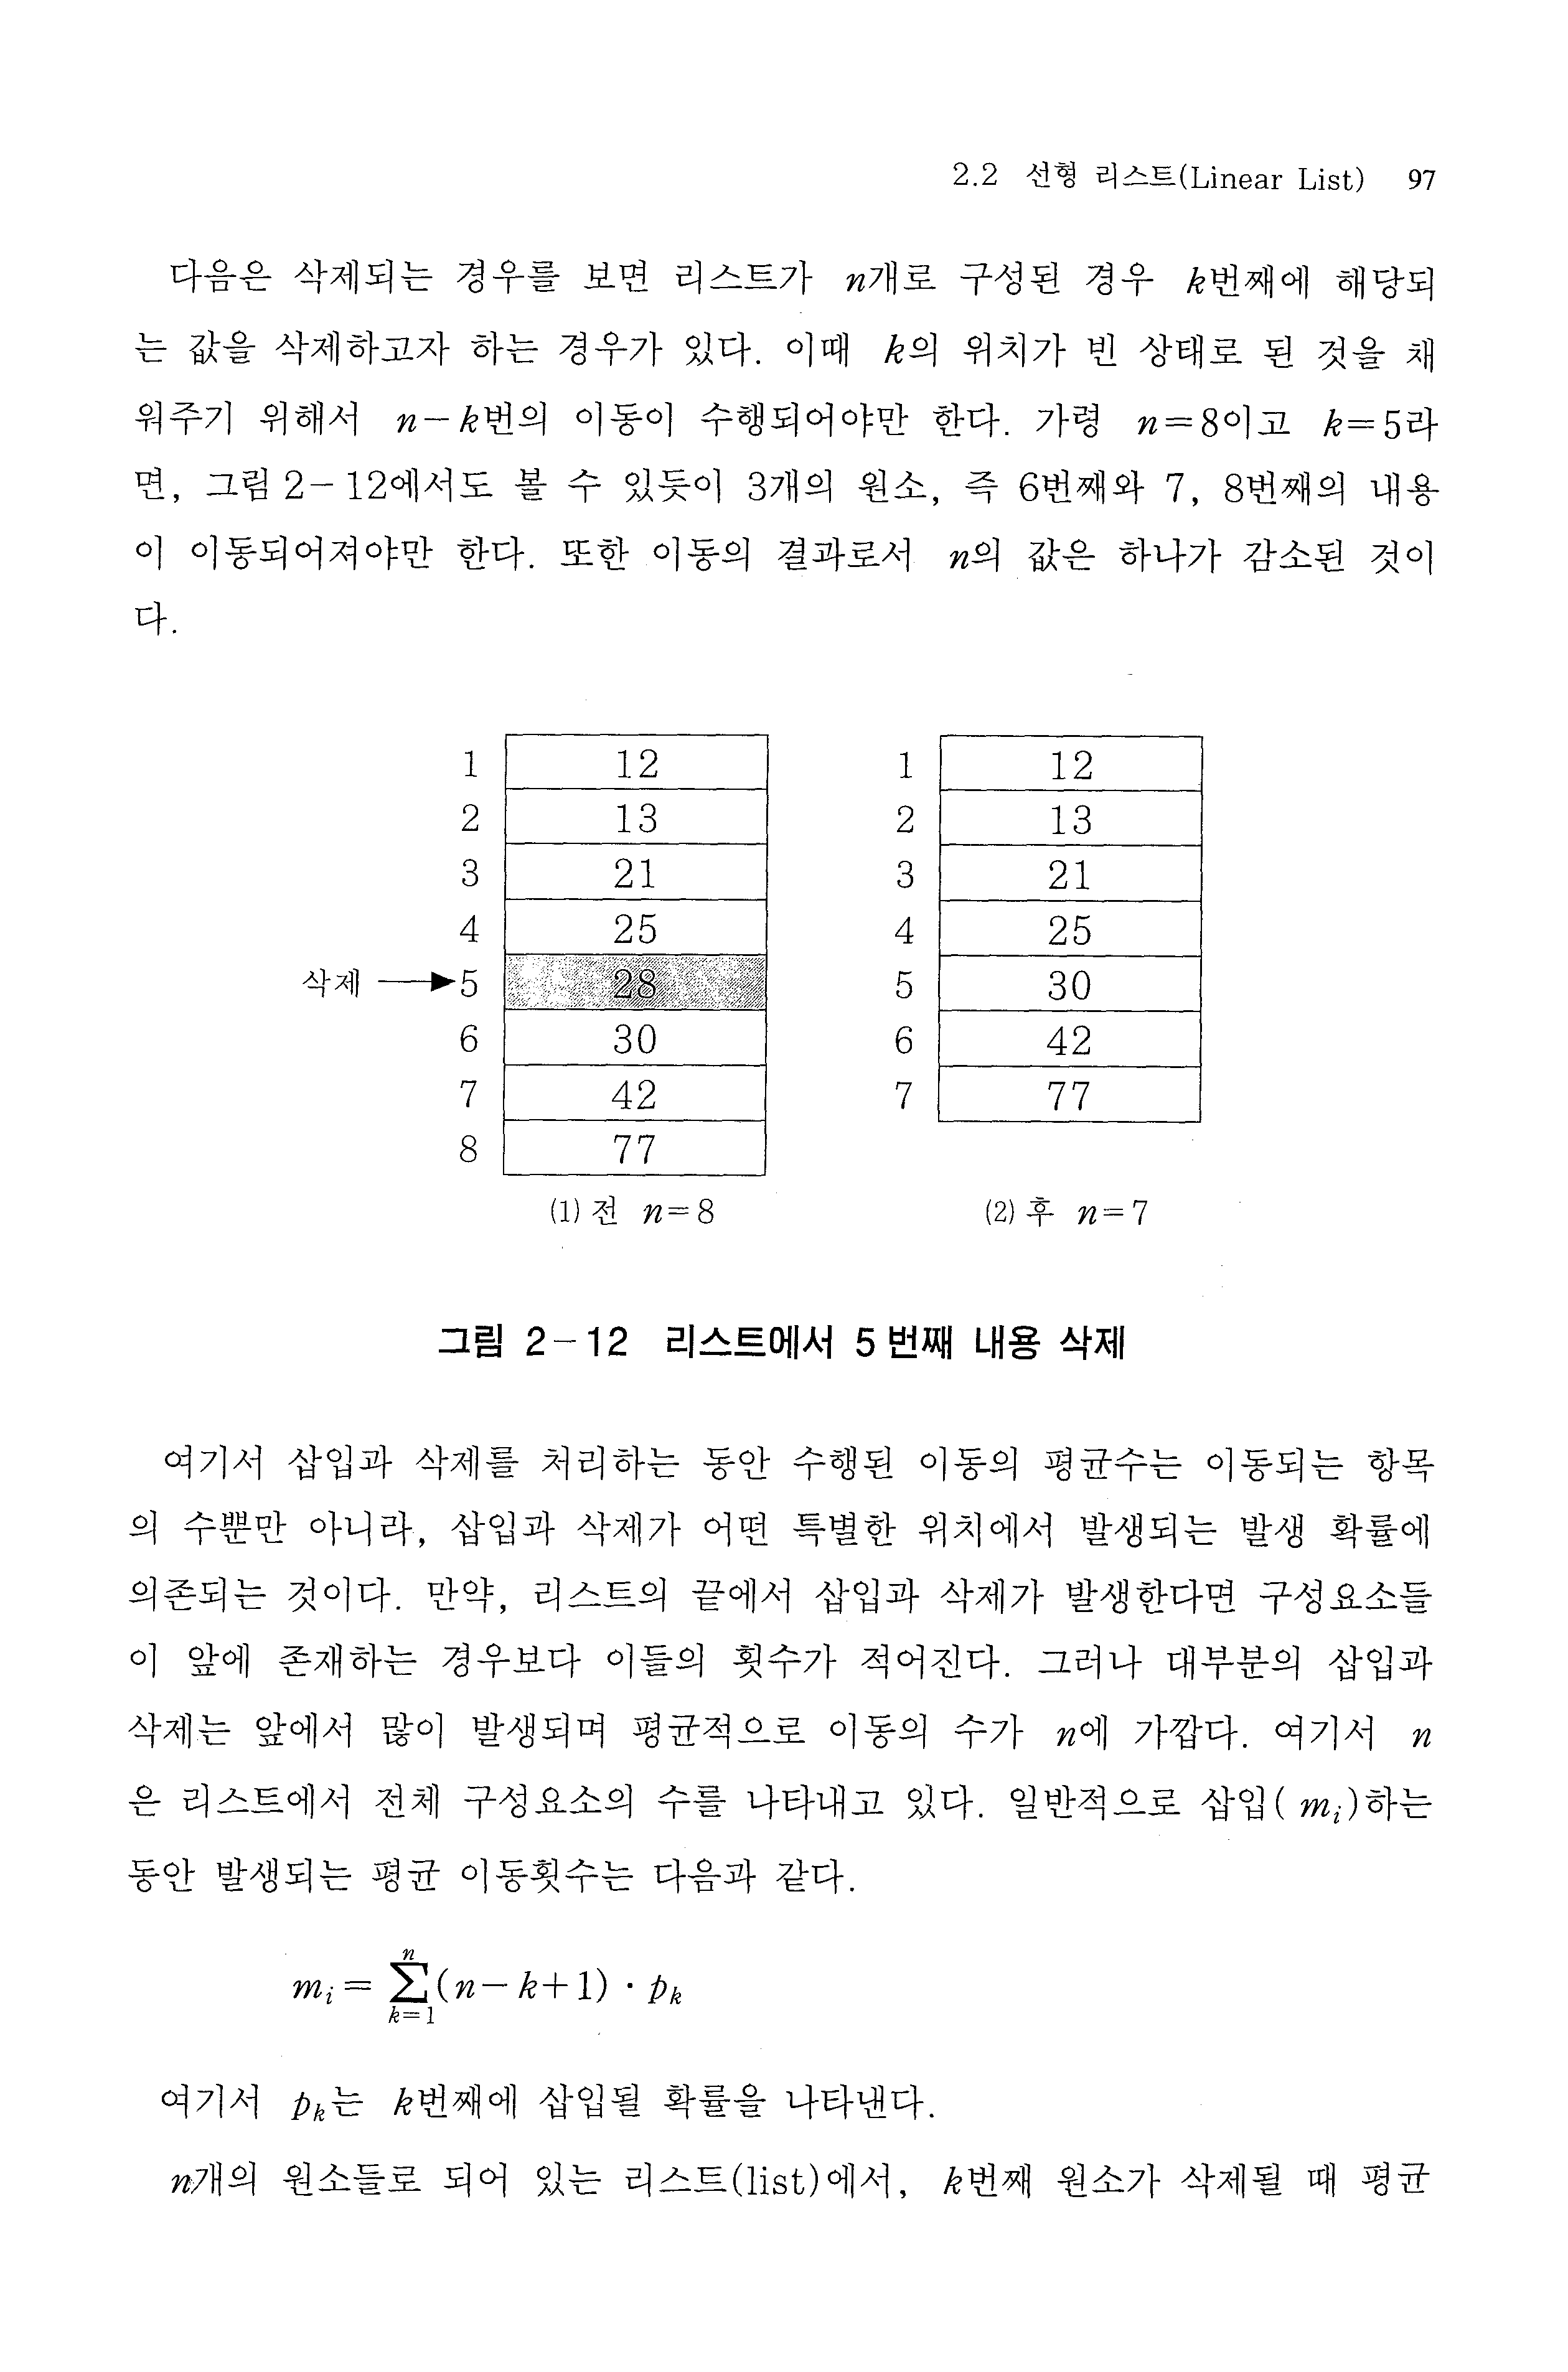 2.2 선형 리스트(Linear List) 97
다음은 삭제되는 경우를 보면 리스트가 n개로 구성된 경우 k번째에 해당되
는 값을 삭제하고자 하는 경우가 있다. 이때 k의 위치가 빈 상태로 된 것을 채
워주기 위해서 n-k번의 이동이 수행되어야만 한다. 가령 n=8이고 k=5라
면, 그림 2-12에서도 볼 수 있듯이 3개의 원소, 즉 6번째와 7, 8번째의 내용
이 이동되어져야만 한다. 또한 이동의 결과로서 n의 값은 하나가 감소된 것이
다.
1 12 1 12
2 13 2 13
3 21 3 21
4 25 4 25
삭제 → 5 28 5 30
6 30 6 42
7 42 7 77
8 77
(1) 전 n=8 (2) 후 n=7
그림 2-12 리스트에서 5번째 내용 삭제
여기서 삽입과 삭제를 처리하는 동안 수행된 이동의 평균수는 이동되는 항목
의 수뿐만 아니라, 삽입과 삭제가 어떤 특별한 위치에서 발생되는 발생 확률에
의존되는 것이다. 만약, 리스트의 끝에서 삽입과 삭제가 발생한다면 구성요소들
이 앞에 존재하는 경우보다 이들의 횟수가 적어진다. 그러나 대부분의 삽입과
삭제는 앞에서 많이 발생되며 평균적으로 이동의 수가 n에 가깝다. 여기서 n
은 리스트에서 전체 구성요소의 수를 나타내고 있다. 일반적으로 삽입( mᵢ)하는
동안 발생되는 평균 이동횟수는 다음과 같다.
mᵢ = Σₖ₌₁ⁿ (n-k+1) · pₖ
여기서 pₖ는 k번째에 삽입될 확률을 나타낸다.
n개의 원소들로 되어 있는 리스트(list)에서, k번째 원소가 삭제될 때 평균